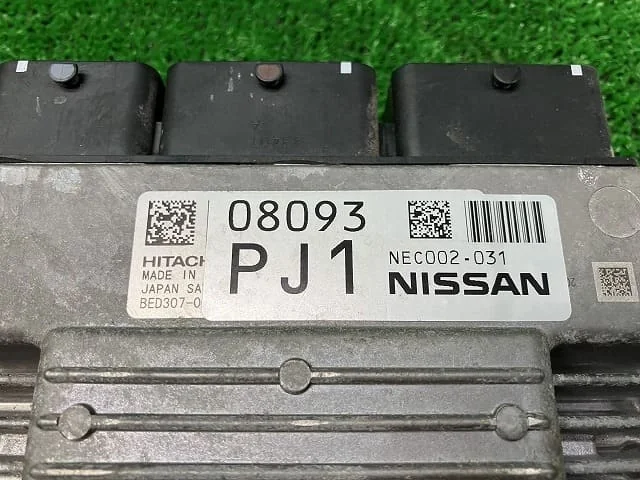 08093
PJ1
NEC002-031
NISSAN
HITACH
MADE IN
JAPAN SA
BED307-0